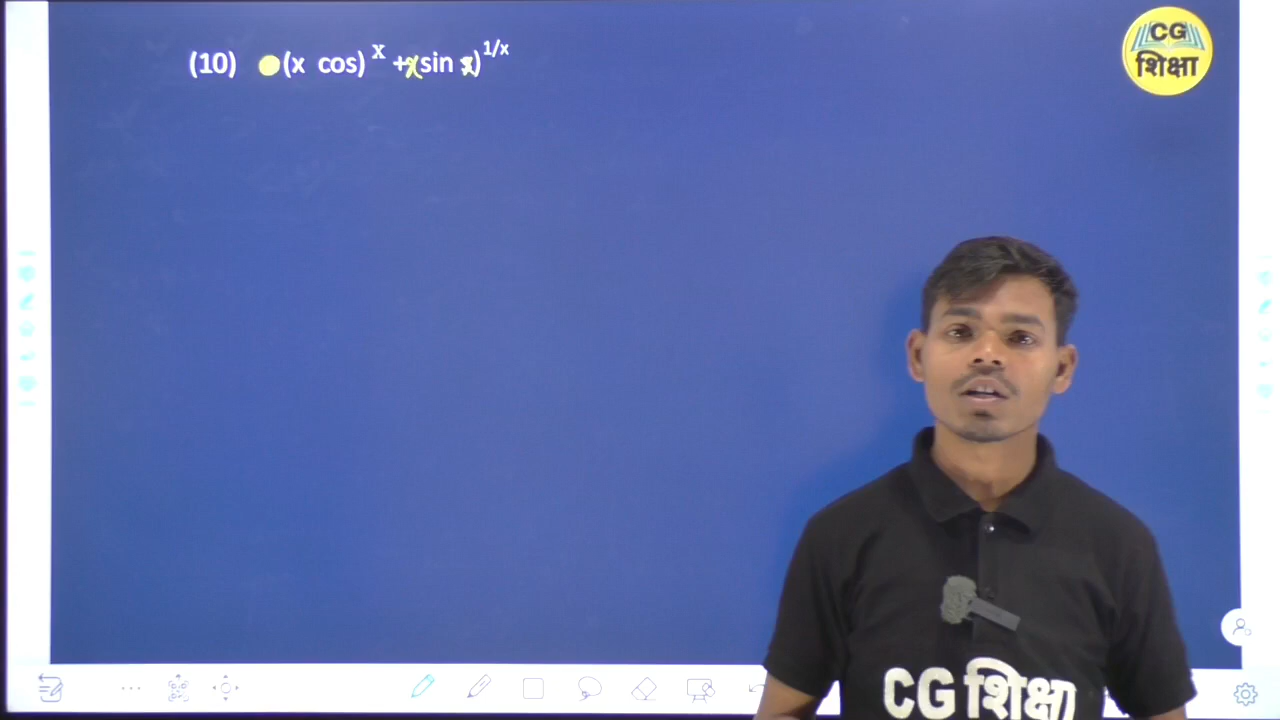 (10) (x cos) x + x(sin x)1/x
CG
शिक्षा
CG शिक्षा